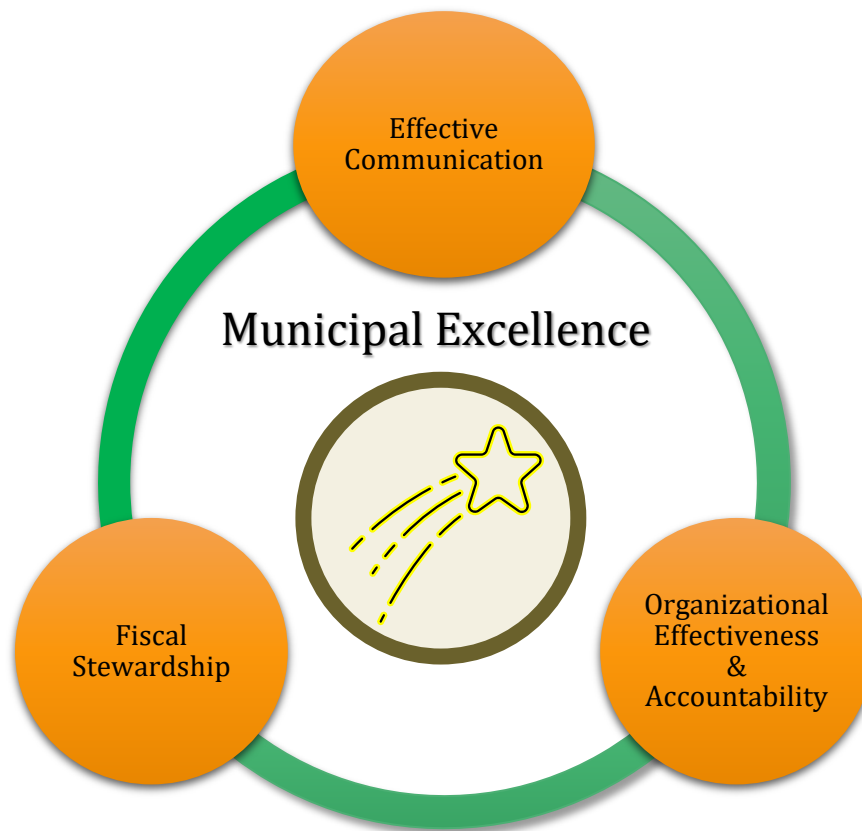 Effective
Communication
Municipal Excellence
Fiscal
Stewardship
Organizational
Effectiveness
&
Accountability